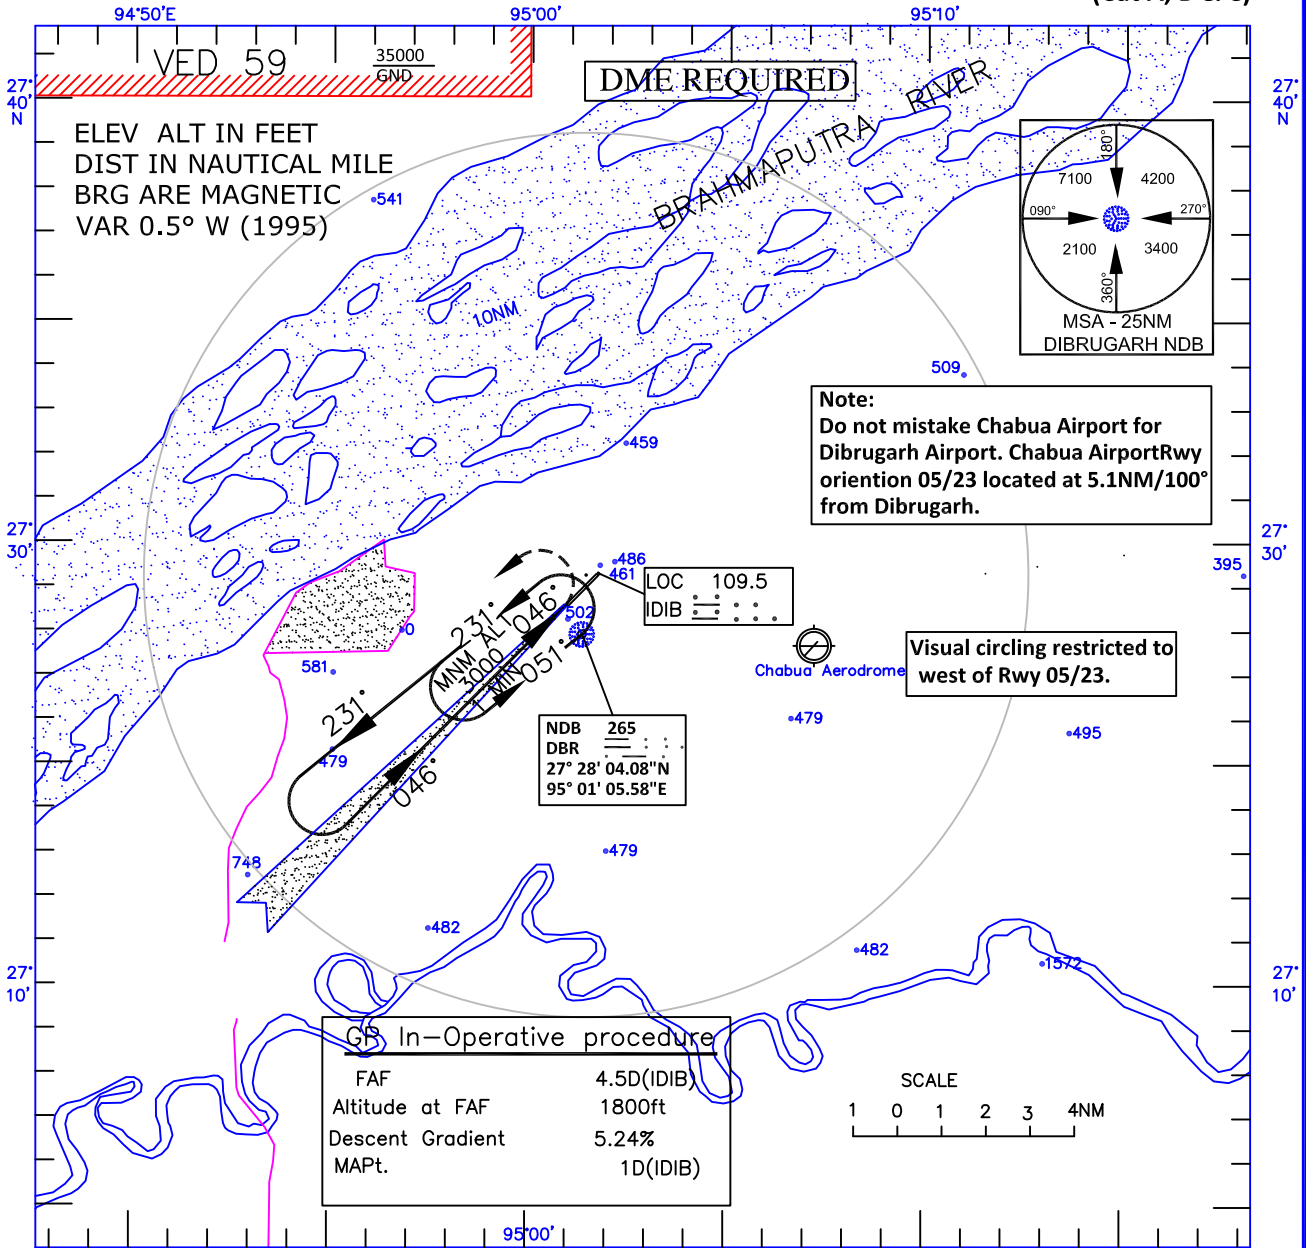 94°50' 95°00' 95°10'
VED 59 35000
GND
DME REQUIRED
27°
40'
N
27°
40'
N
ELEV ALT IN FEET
DIST IN NAUTICAL MILE
BRG ARE MAGNETIC
VAR 0.5° W (1995)
BRAHMAPUTRA RIVER
180°
7100 4200
090° 270°
2100 3400
360°
MSA - 25NM
DIBRUGARH NDB
541
10NM
509
459
Note:
Do not mistake Chabua Airport for
Dibrugarh Airport. Chabua AirportRwy
oriention 05/23 located at 5.1NM/100°
from Dibrugarh.
27°
30'
27°
30'
395
486
461
LOC 109.5
IDIB
502
0
581
231°
MNM ALT
3000
1 MIN
046°
051°
231°
479
046°
Chabua Aerodrome
Visual circling restricted to
west of Rwy 05/23.
479
495
NDB 265
DBR
27° 28' 04.08"N
95° 01' 05.58"E
748
479
482
482
1572
27°
10'
27°
10'
GP In-Operative procedure
FAF 4.5D(IDIB)
Altitude at FAF 1800ft
Descent Gradient 5.24%
MAPt. 1D(IDIB)
SCALE
1 0 1 2 3 4NM
95°00'